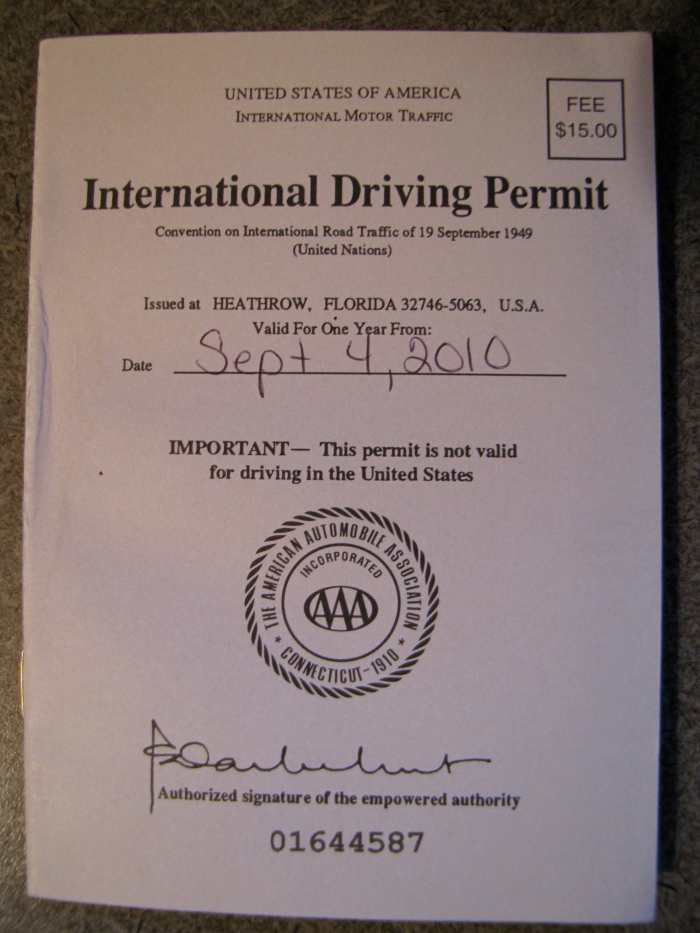 UNITED STATES OF AMERICA
INTERNATIONAL MOTOR TRAFFIC
FEE
$15.00
International Driving Permit
Convention on International Road Traffic of 19 September 1949
(United Nations)
Issued at HEATHROW, FLORIDA 32746-5063, U.S.A.
Valid For One Year From:
Date Sept 4, 2010
IMPORTANT— This permit is not valid
for driving in the United States
THE AMERICAN AUTOMOBILE ASSOCIATION
INCORPORATED
AAA
* CONNECTICUT-1910 *
Authorized signature of the empowered authority
01644587